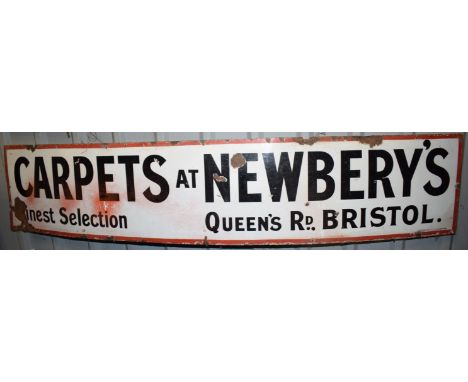 CARPETS AT NEWBERY'S
inest Selection QUEEN'S RD. BRISTOL.